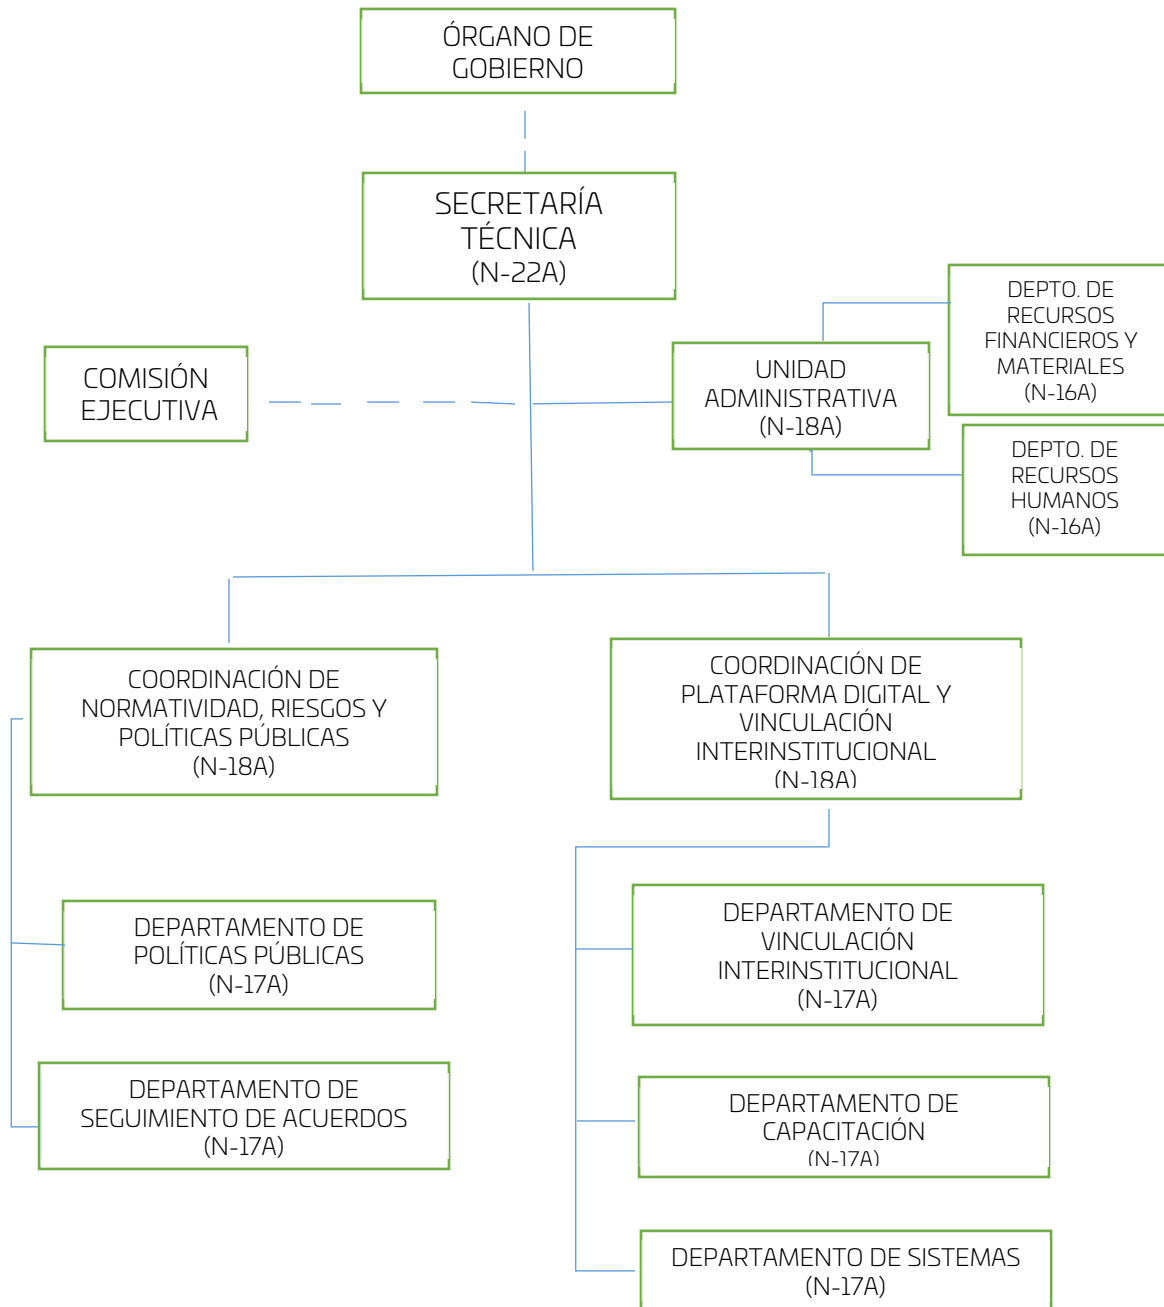 ÓRGANO DE
GOBIERNO
SECRETARÍA
TÉCNICA
(N-22A)
COMISIÓN
EJECUTIVA
UNIDAD
ADMINISTRATIVA
(N-18A)
DEPTO. DE
RECURSOS
FINANCIEROS Y
MATERIALES
(N-16A)
DEPTO. DE
RECURSOS
HUMANOS
(N-16A)
COORDINACIÓN DE
NORMATIVIDAD, RIESGOS Y
POLÍTICAS PÚBLICAS
(N-18A)
DEPARTAMENTO DE
POLÍTICAS PÚBLICAS
(N-17A)
DEPARTAMENTO DE
SEGUIMIENTO DE ACUERDOS
(N-17A)
COORDINACIÓN DE
PLATAFORMA DIGITAL Y
VINCULACIÓN
INTERINSTITUCIONAL
(N-18A)
DEPARTAMENTO DE
VINCULACIÓN
INTERINSTITUCIONAL
(N-17A)
DEPARTAMENTO DE
CAPACITACIÓN
(N-17A)
DEPARTAMENTO DE SISTEMAS
(N-17A)